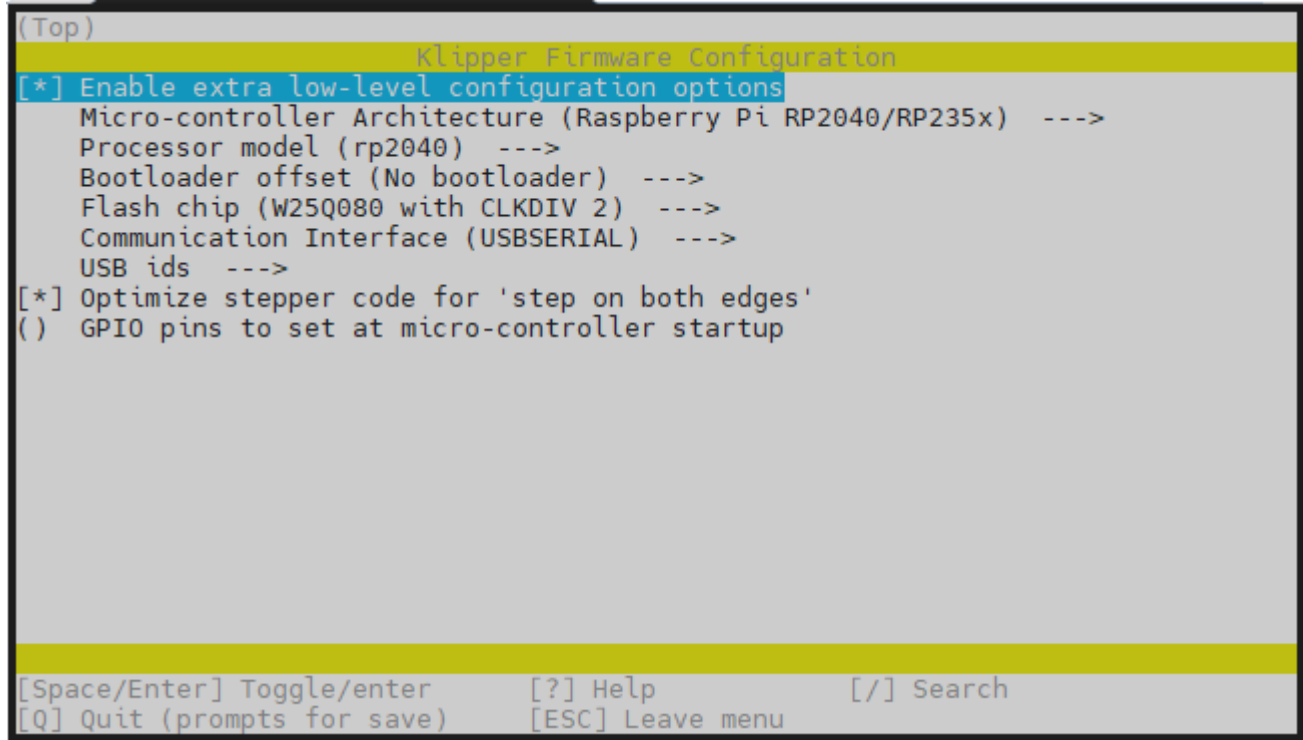 (Top)
Klipper Firmware Configuration
[*] Enable extra low-level configuration options
Micro-controller Architecture (Raspberry Pi RP2040/RP235x)  --->
Processor model (rp2040)  --->
Bootloader offset (No bootloader)  --->
Flash chip (W25Q080 with CLKDIV 2)  --->
Communication Interface (USBSERIAL)  --->
USB ids  --->
[*] Optimize stepper code for 'step on both edges'
()  GPIO pins to set at micro-controller startup
[Space/Enter] Toggle/enter      [?] Help            [/] Search
[Q] Quit (prompts for save)     [ESC] Leave menu